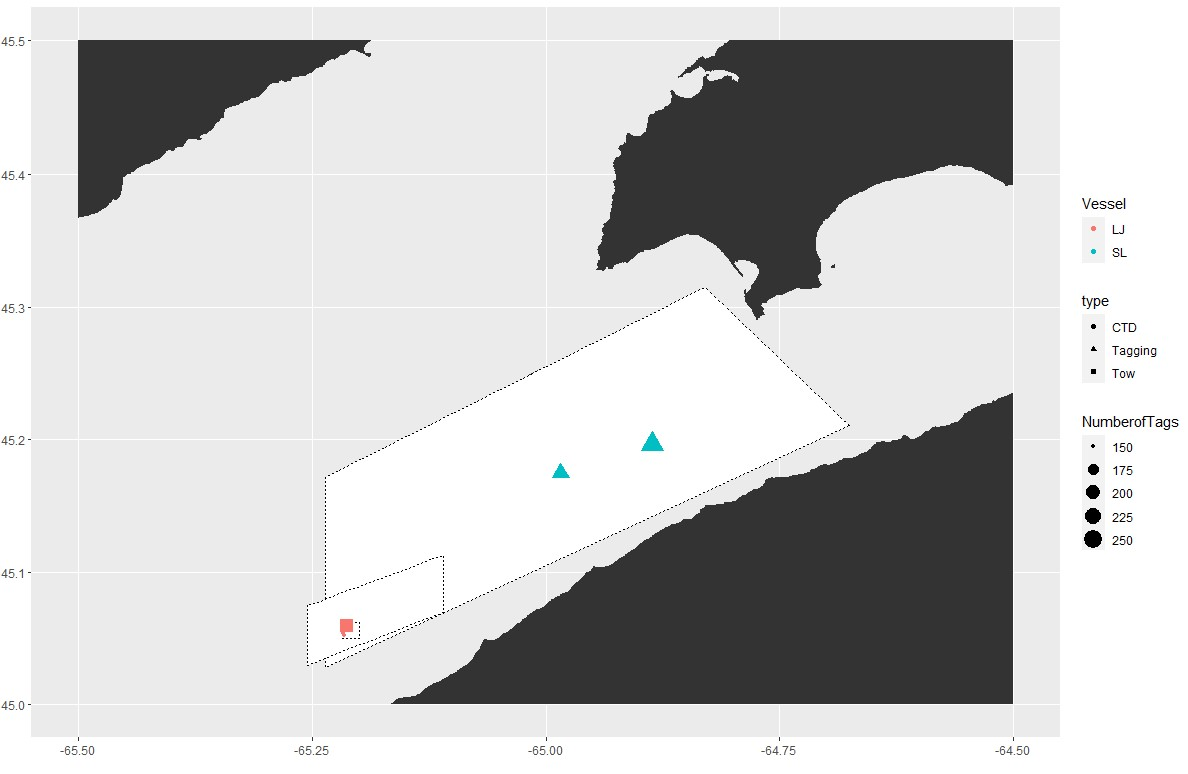 45.5
45.4
45.3
45.2
45.1
45.0
-65.50
-65.25
-65.00
-64.75
-64.50
Vessel
LJ
SL
type
CTD
Tagging
Tow
NumberofTags
150
175
200
225
250